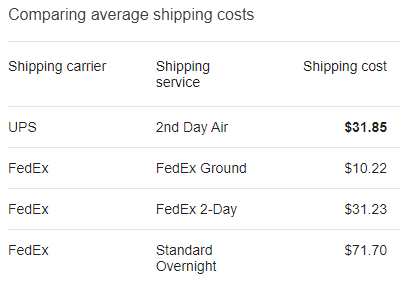 Comparing average shipping costs
Shipping carrier Shipping service Shipping cost
UPS 2nd Day Air $31.85
FedEx FedEx Ground $10.22
FedEx FedEx 2-Day $31.23
FedEx Standard Overnight $71.70